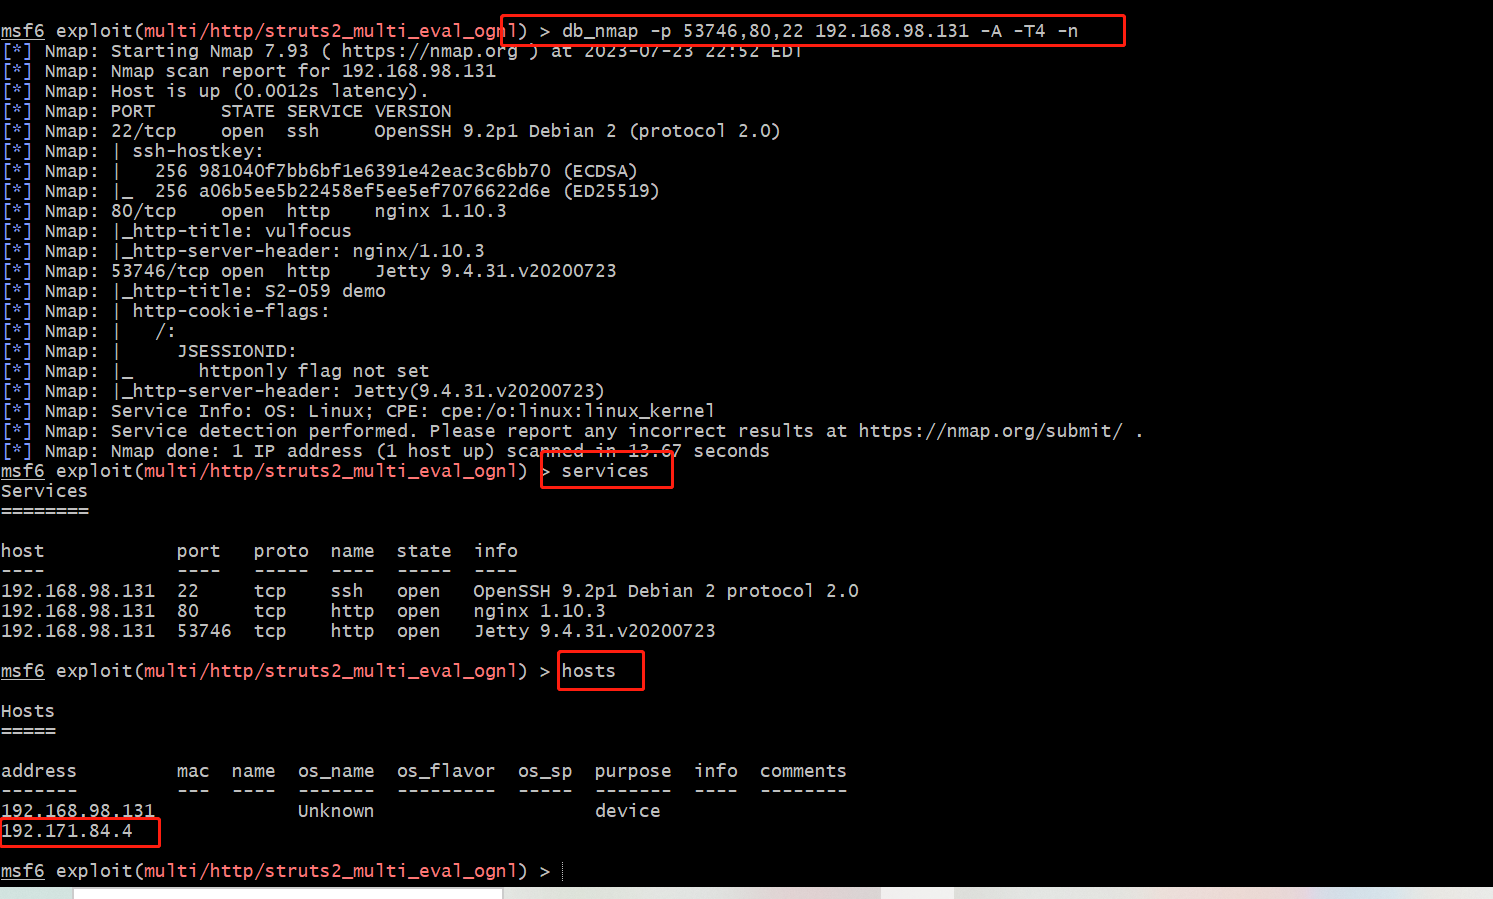 msf6 exploit(multi/http/struts2_multi_eval_ognl) > db_nmap -p 53746,80,22 192.168.98.131 -A -T4 -n
[*] Nmap: Starting Nmap 7.93 ( https://nmap.org ) at 2023-07-23 22:52 EDT
[*] Nmap: Nmap scan report for 192.168.98.131
[*] Nmap: Host is up (0.0012s latency).
[*] Nmap: PORT      STATE SERVICE VERSION
[*] Nmap: 22/tcp    open  ssh     OpenSSH 9.2p1 Debian 2 (protocol 2.0)
[*] Nmap: | ssh-hostkey:
[*] Nmap: |   256 981040f7bb6bf1e6391e42eac3c6bb70 (ECDSA)
[*] Nmap: |_  256 a06b5ee5b22458ef5ee5ef7076622d6e (ED25519)
[*] Nmap: 80/tcp    open  http    nginx 1.10.3
[*] Nmap: |_http-title: vulfocus
[*] Nmap: |_http-server-header: nginx/1.10.3
[*] Nmap: 53746/tcp open  http    Jetty 9.4.31.v20200723
[*] Nmap: |_http-title: S2-059 demo
[*] Nmap: | http-cookie-flags:
[*] Nmap: |   /:
[*] Nmap: |     JSESSIONID:
[*] Nmap: |_      httponly flag not set
[*] Nmap: |_http-server-header: Jetty(9.4.31.v20200723)
[*] Nmap: Service Info: OS: Linux; CPE: cpe:/o:linux:linux_kernel
[*] Nmap: Service detection performed. Please report any incorrect results at https://nmap.org/submit/ .
[*] Nmap: Nmap done: 1 IP address (1 host up) scanned in 13.67 seconds
msf6 exploit(multi/http/struts2_multi_eval_ognl) > services
Services
========
host            port   proto  name  state  info
----            ----   -----  ----  -----  ----
192.168.98.131  22     tcp    ssh   open   OpenSSH 9.2p1 Debian 2 protocol 2.0
192.168.98.131  80     tcp    http  open   nginx 1.10.3
192.168.98.131  53746  tcp    http  open   Jetty 9.4.31.v20200723
msf6 exploit(multi/http/struts2_multi_eval_ognl) > hosts
Hosts
=====
address         mac  name  os_name  os_flavor  os_sp  purpose  info  comments
-------         ---  ----  -------  ---------  -----  -------  ----  --------
192.168.98.131             Unknown                    device
192.171.84.4
msf6 exploit(multi/http/struts2_multi_eval_ognl) >